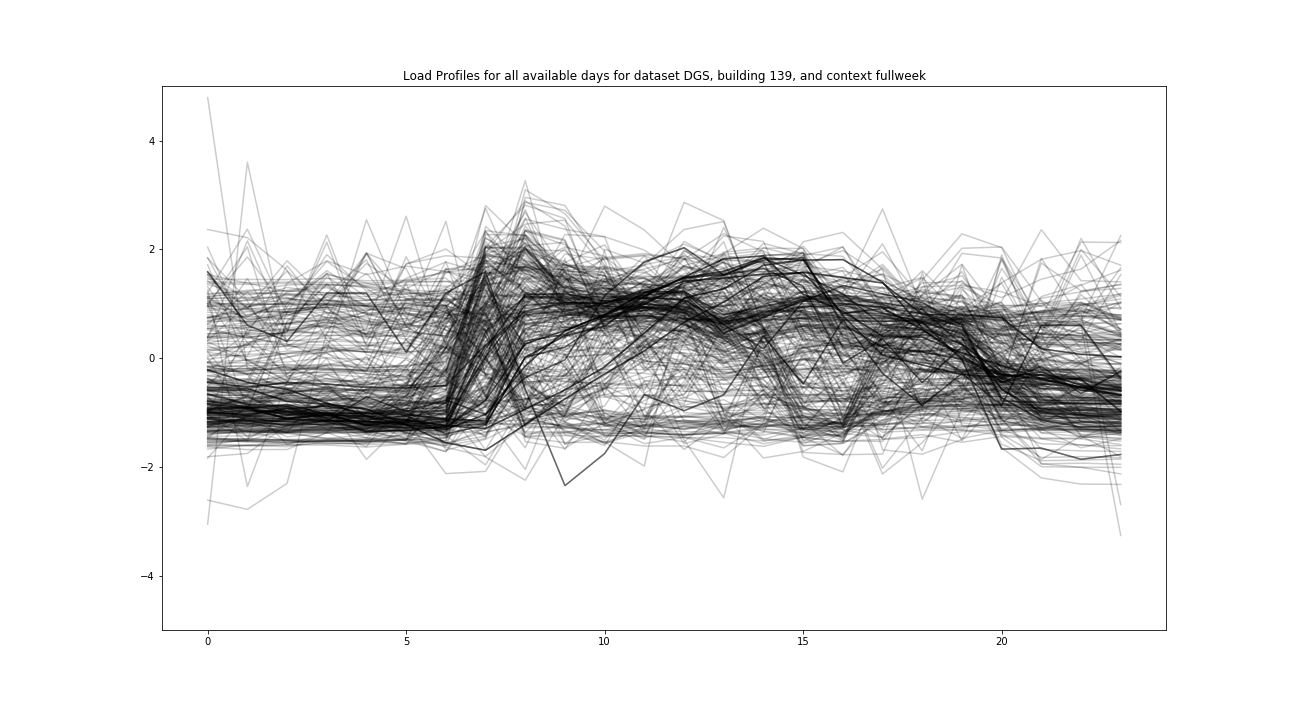 Load Profiles for all available days for dataset DGS, building 139, and context fullweek
4
2
0
−2
−4
0 5 10 15 20